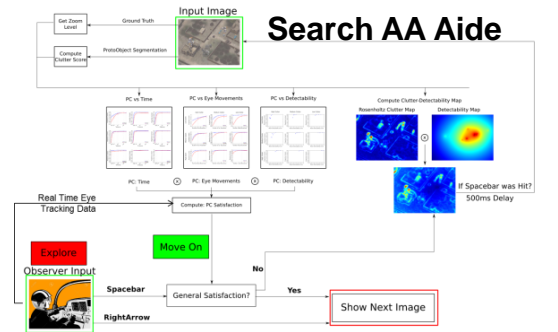 Search AA Aide
Input Image
Get Zoom
Level
Ground Truth
Compute
Clutter Score
ProtoObject Segmentation
PC vs Time
PC vs Eye Movements
PC vs Detectability
Compute Clutter-Detectability Map
Rosenholtz Clutter Map
Detectability Map
PC: Time
PC: Eye Movements
PC: Detectability
If Spacebar was Hit?
500ms Delay
Real Time Eye
Tracking Data
Compute: PC Satisfaction
Explore
Move On
Observer Input
No
Spacebar
General Satisfaction?
Yes
Show Next Image
RightArrow